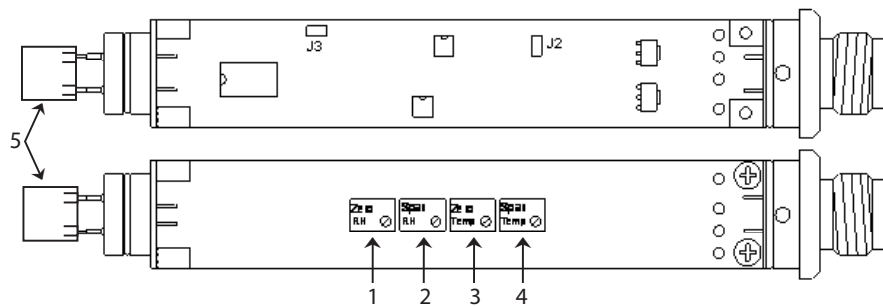 J3
J2
5
Zero Span Zero Span
RH RH Temp Temp
1 2 3 4